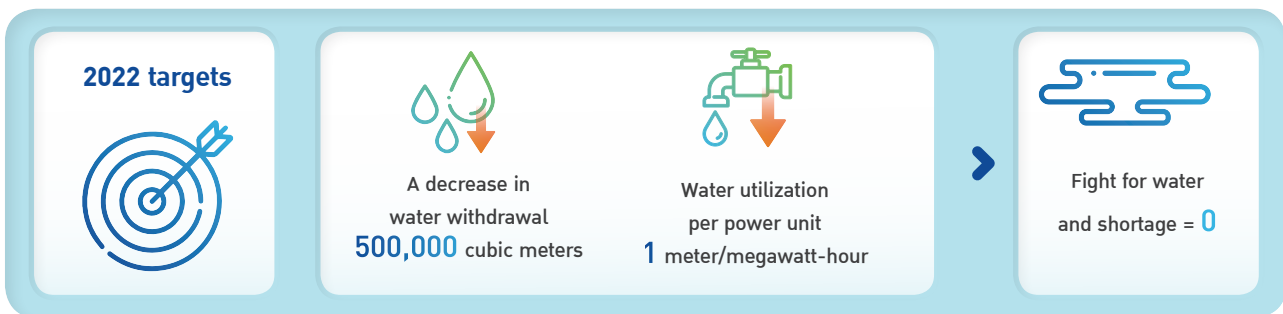 2022 targets
A decrease in
water withdrawal
500,000 cubic meters
Water utilization
per power unit
1 meter/megawatt-hour
Fight for water
and shortage = 0